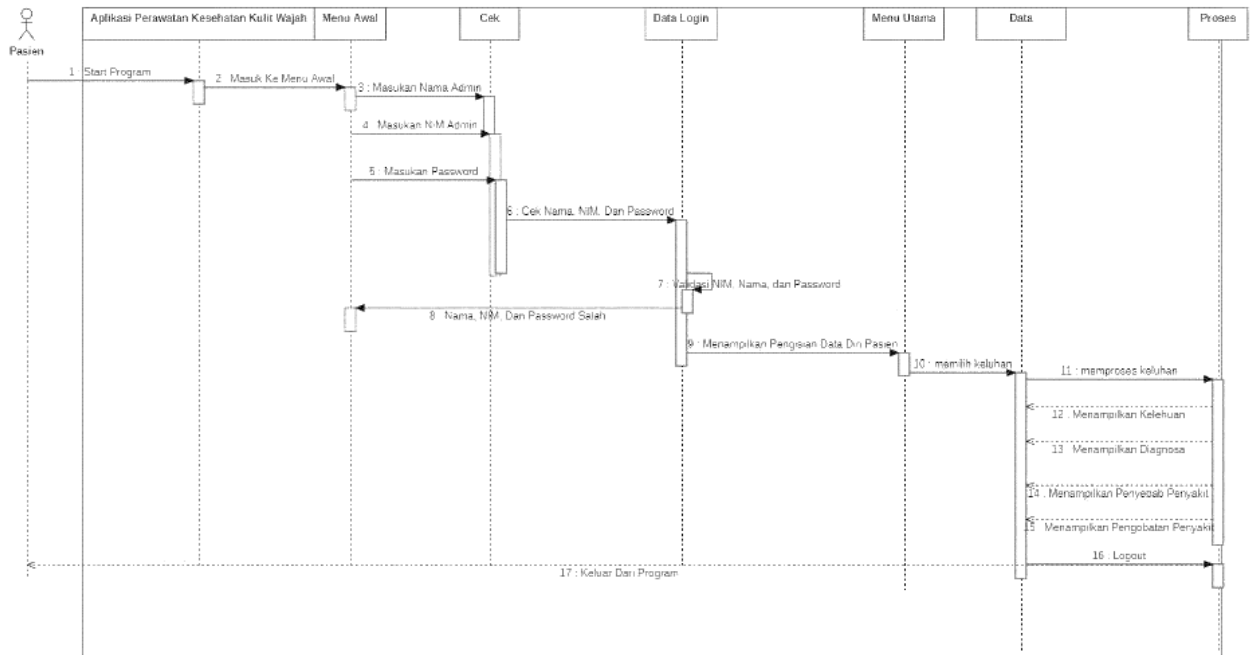 Aplikasi Perawatan Kesehatan Kulit Wajah
Menu Awal
Cek
Data Login
Menu Utama
Data
Proses
Pasien
1 : Start Program
2 : Masuk Ke Menu Awal
3 : Masukan Nama Admin
4 : Masukan NIM Admin
5 : Masukan Password
6 : Cek Nama, NIM, Dan Password
7 : Validasi NIM, Nama, dan Password
8 : Nama, NIM, Dan Password Salah
9 : Menampilkan Pengisian Data Diri Pasien
10 : memilih keluhan
11 : memproses keluhan
12 : Menampilkan Kelehuan
13 : Menampilkan Diagnosa
14 : Menampilkan Penyebab Penyakit
15 : Menampilkan Pengobatan Penyakit
16 : Logout
17 : Keluar Dari Program